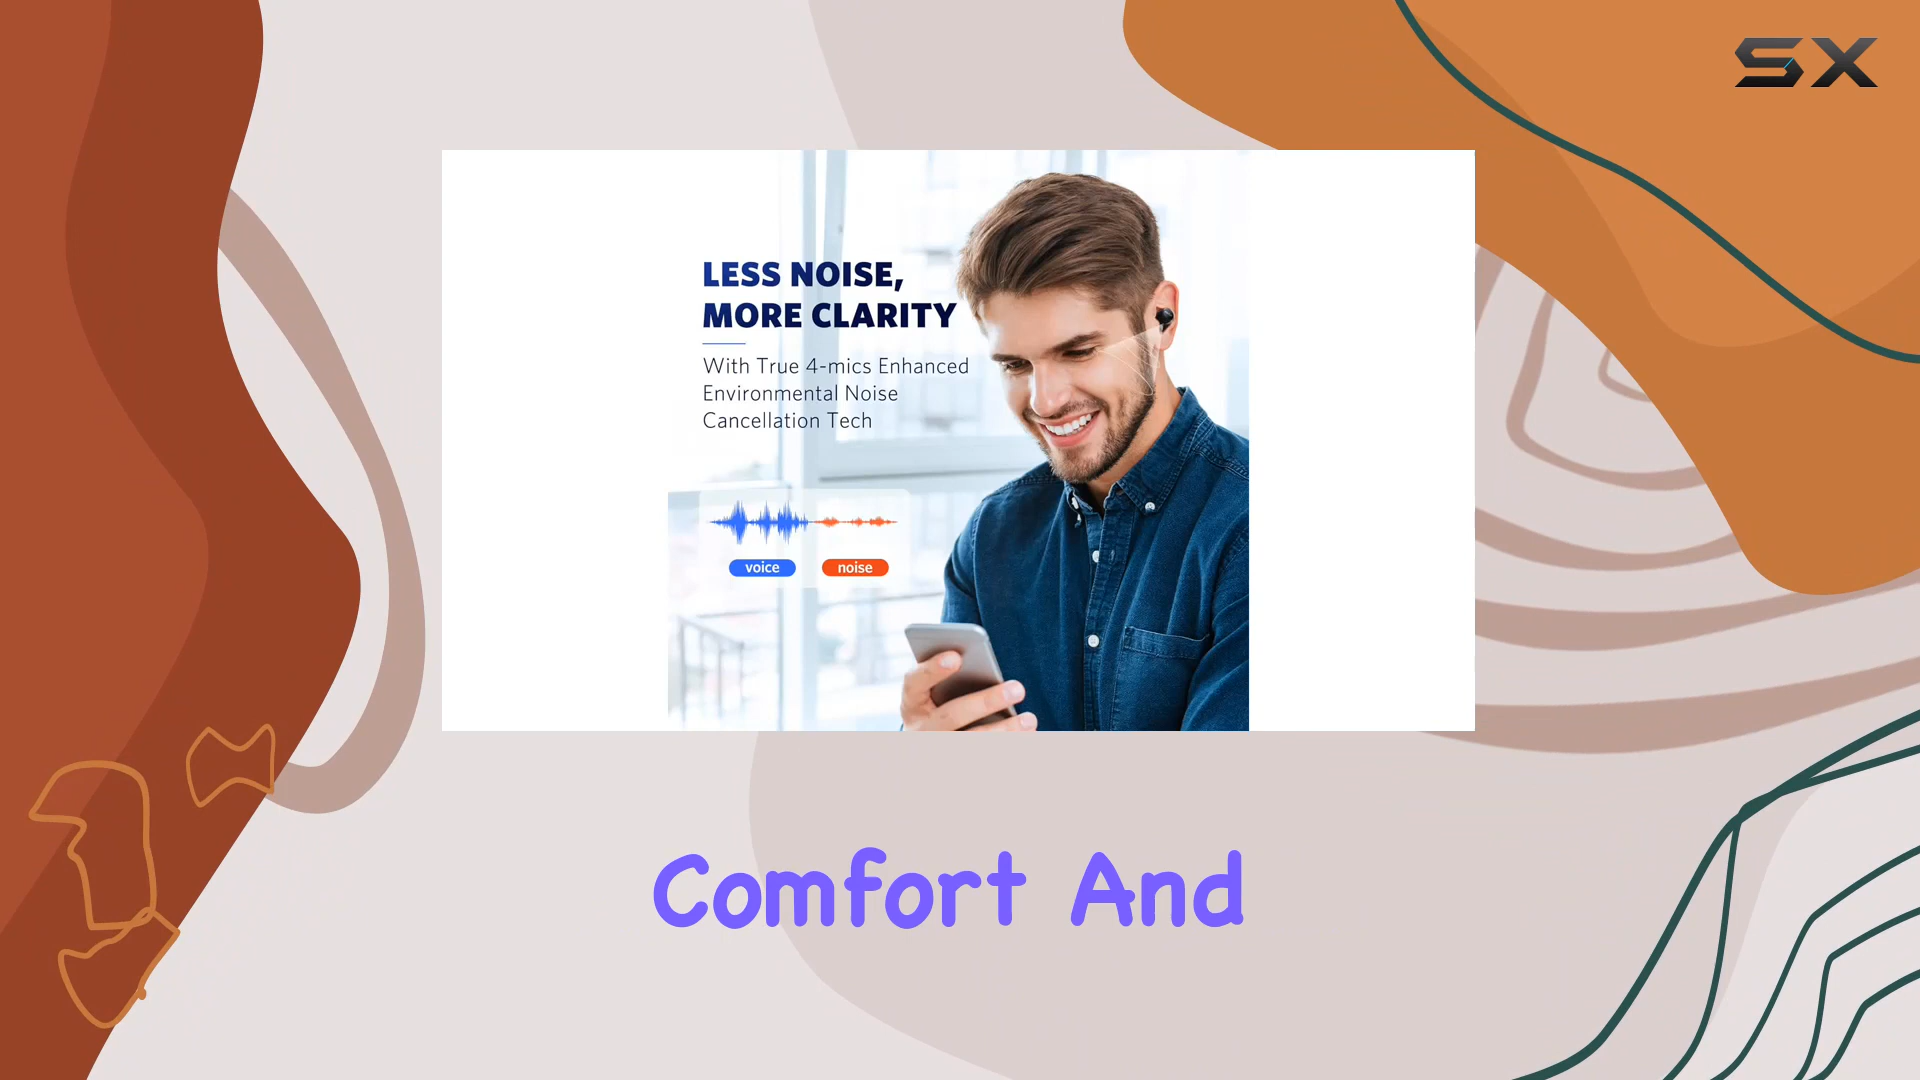 SX
LESS NOISE,
MORE CLARITY
With True 4-mics Enhanced
Environmental Noise
Cancellation Tech
voice noise
Comfort And